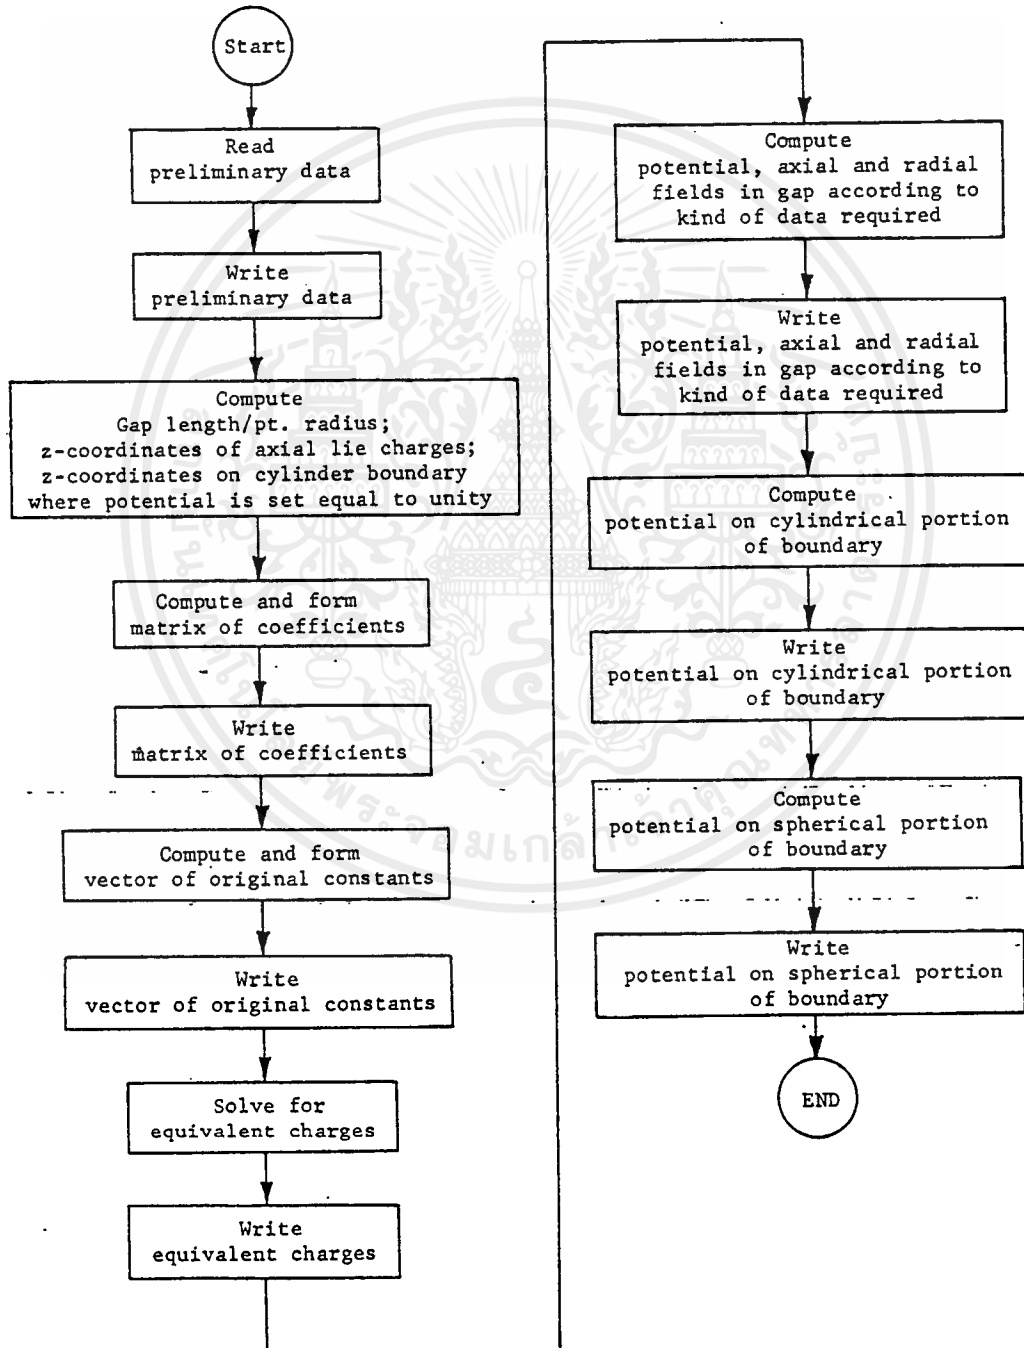 Start
Read
preliminary data
Write
preliminary data
Compute
Gap length/pt. radius;
z-coordinates of axial lie charges;
z-coordinates on cylinder boundary
where potential is set equal to unity
Compute and form
matrix of coefficients
Write
matrix of coefficients
Compute and form
vector of original constants
Write
vector of original constants
Solve for
equivalent charges
Write
equivalent charges
Compute
potential, axial and radial
fields in gap according to
kind of data required
Write
potential, axial and radial
fields in gap according to
kind of data required
Compute
potential on cylindrical portion
of boundary
Write
potential on cylindrical portion
of boundary
Compute
potential on spherical portion
of boundary
Write
potential on spherical portion
of boundary
END